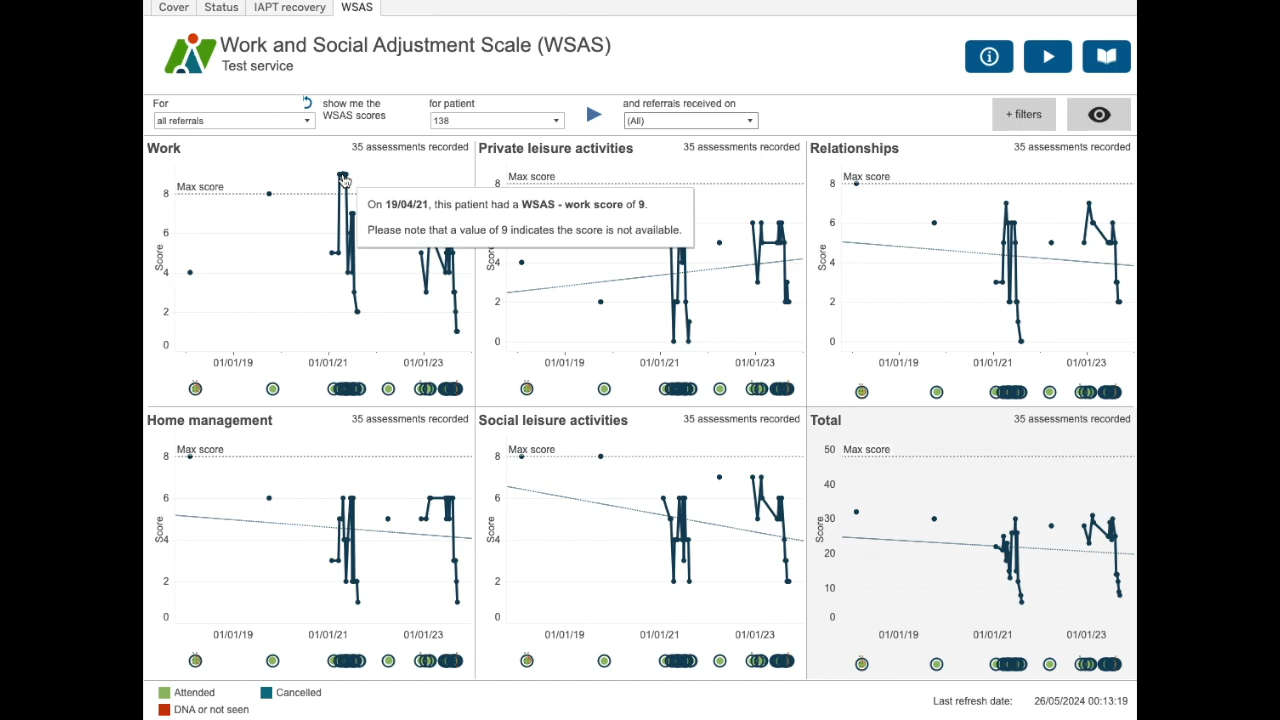 Cover Status IAPT recovery WSAS
Work and Social Adjustment Scale (WSAS)
Test service
For
all referrals
show me the
WSAS scores
for patient
138
and referrals received on
(All)
+ filters
Work 35 assessments recorded
Max score
8
6
4
2
0
Score
01/01/19 01/01/21 01/01/23
On 19/04/21, this patient had a WSAS - work score of 9.
Please note that a value of 9 indicates the score is not available.
Private leisure activities 35 assessments recorded
Max score
8
4
2
0
Score
01/01/19 01/01/21 01/01/23
Relationships 35 assessments recorded
Max score
8
6
4
2
0
Score
01/01/19 01/01/21 01/01/23
Home management 35 assessments recorded
Max score
8
6
4
2
0
Score
01/01/19 01/01/21 01/01/23
Social leisure activities 35 assessments recorded
Max score
8
6
4
2
0
Score
01/01/19 01/01/21 01/01/23
Total 35 assessments recorded
Max score
50
40
30
20
10
0
Score
01/01/19 01/01/21 01/01/23
Attended Cancelled
DNA or not seen
Last refresh date: 26/05/2024 00:13:19